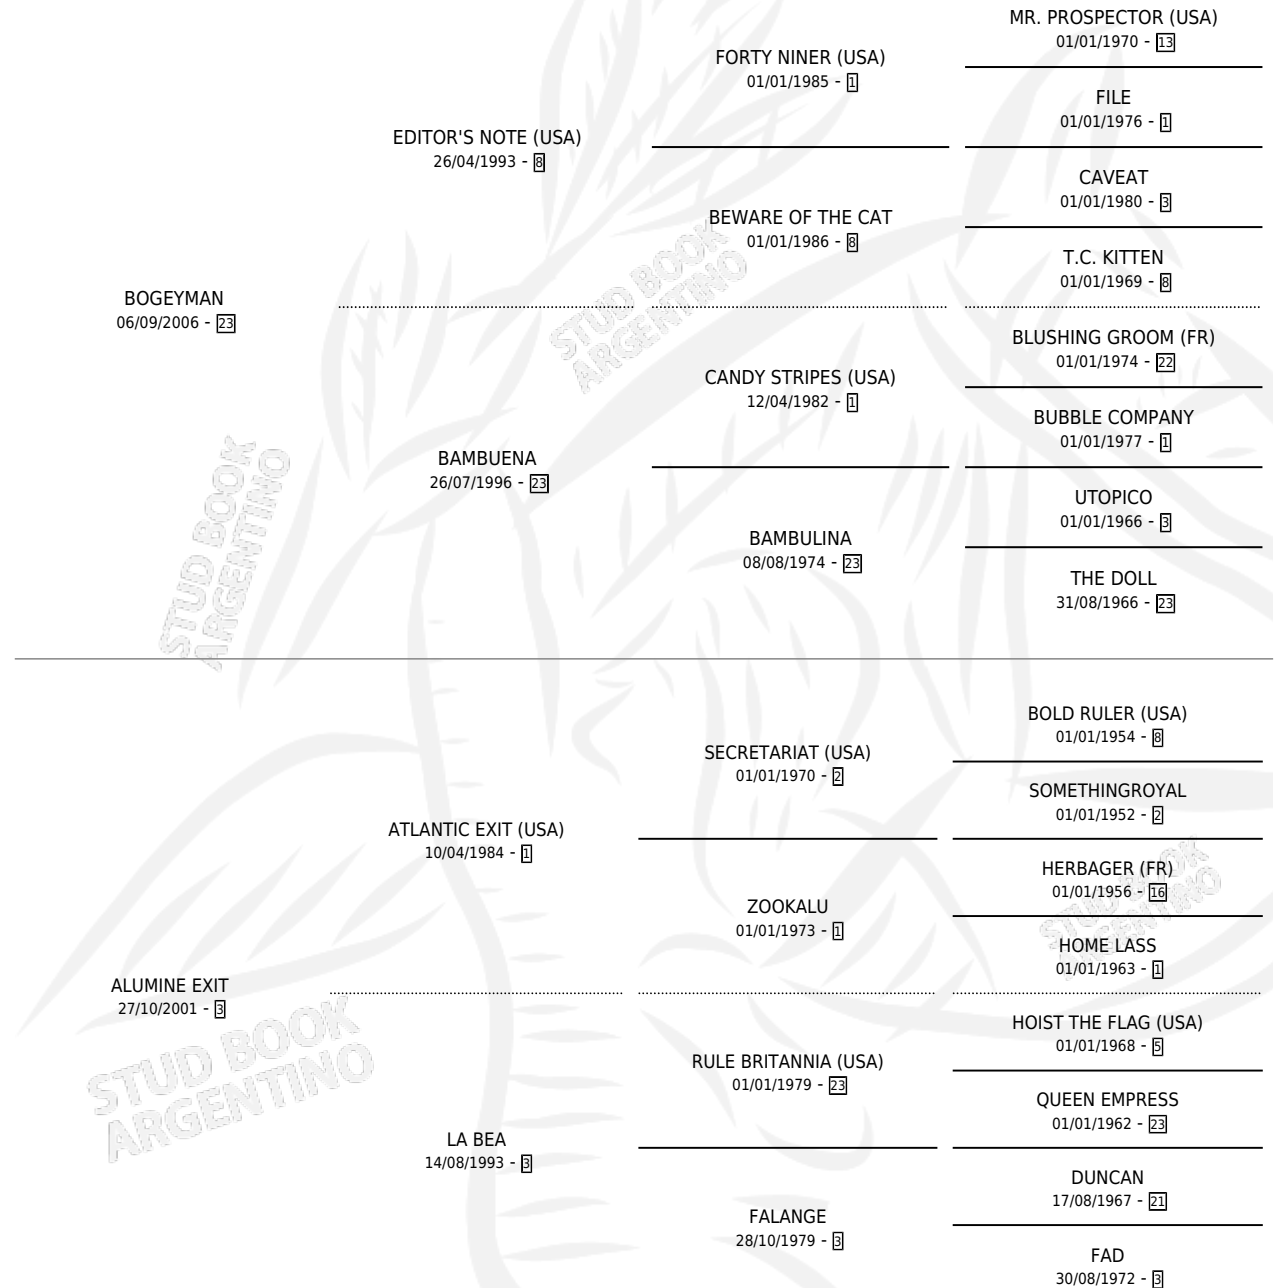 MR. PROSPECTOR (USA)
01/01/1970 - 13
FORTY NINER (USA)
01/01/1985 - 1
FILE
01/01/1976 - 1
EDITOR'S NOTE (USA)
26/04/1993 - 8
CAVEAT
01/01/1980 - 3
BEWARE OF THE CAT
01/01/1986 - 8
T.C. KITTEN
01/01/1969 - 8
BOGEYMAN
06/09/2006 - 23
STUD BOOK
ARGENTINO
BLUSHING GROOM (FR)
01/01/1974 - 22
CANDY STRIPES (USA)
12/04/1982 - 1
BUBBLE COMPANY
01/01/1977 - 1
BAMBUENA
26/07/1996 - 23
UTOPICO
01/01/1966 - 3
BAMBULINA
08/08/1974 - 23
THE DOLL
31/08/1966 - 23
STUD BOOK
ARGENTINO
BOLD RULER (USA)
01/01/1954 - 8
SECRETARIAT (USA)
01/01/1970 - 2
SOMETHINGROYAL
01/01/1952 - 2
ATLANTIC EXIT (USA)
10/04/1984 - 1
HERBAGER (FR)
01/01/1956 - 16
STUD BOOK
ARGENTINO
ZOOKALU
01/01/1973 - 1
HOME LASS
01/01/1963 - 1
ALUMINE EXIT
27/10/2001 - 3
STUD BOOK
ARGENTINO
HOIST THE FLAG (USA)
01/01/1968 - 5
RULE BRITANNIA (USA)
01/01/1979 - 23
QUEEN EMPRESS
01/01/1962 - 23
LA BEA
14/08/1993 - 3
DUNCAN
17/08/1967 - 21
FALANGE
28/10/1979 - 3
FAD
30/08/1972 - 3